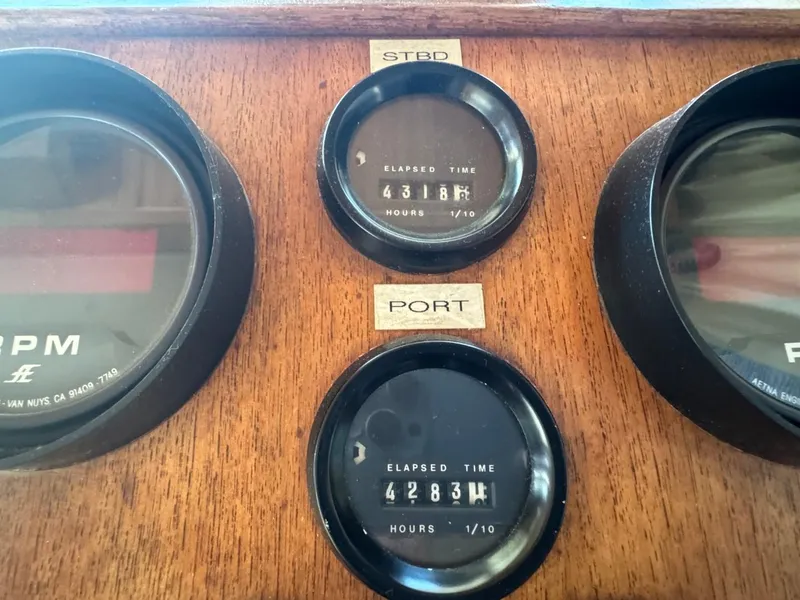 STBD
ELAPSED TIME
4318
HOURS 1/10
PORT
ELAPSED TIME
4283
HOURS 1/10
RPM
Æ
- VAN NUYS, CA 91409-7749
AETNA